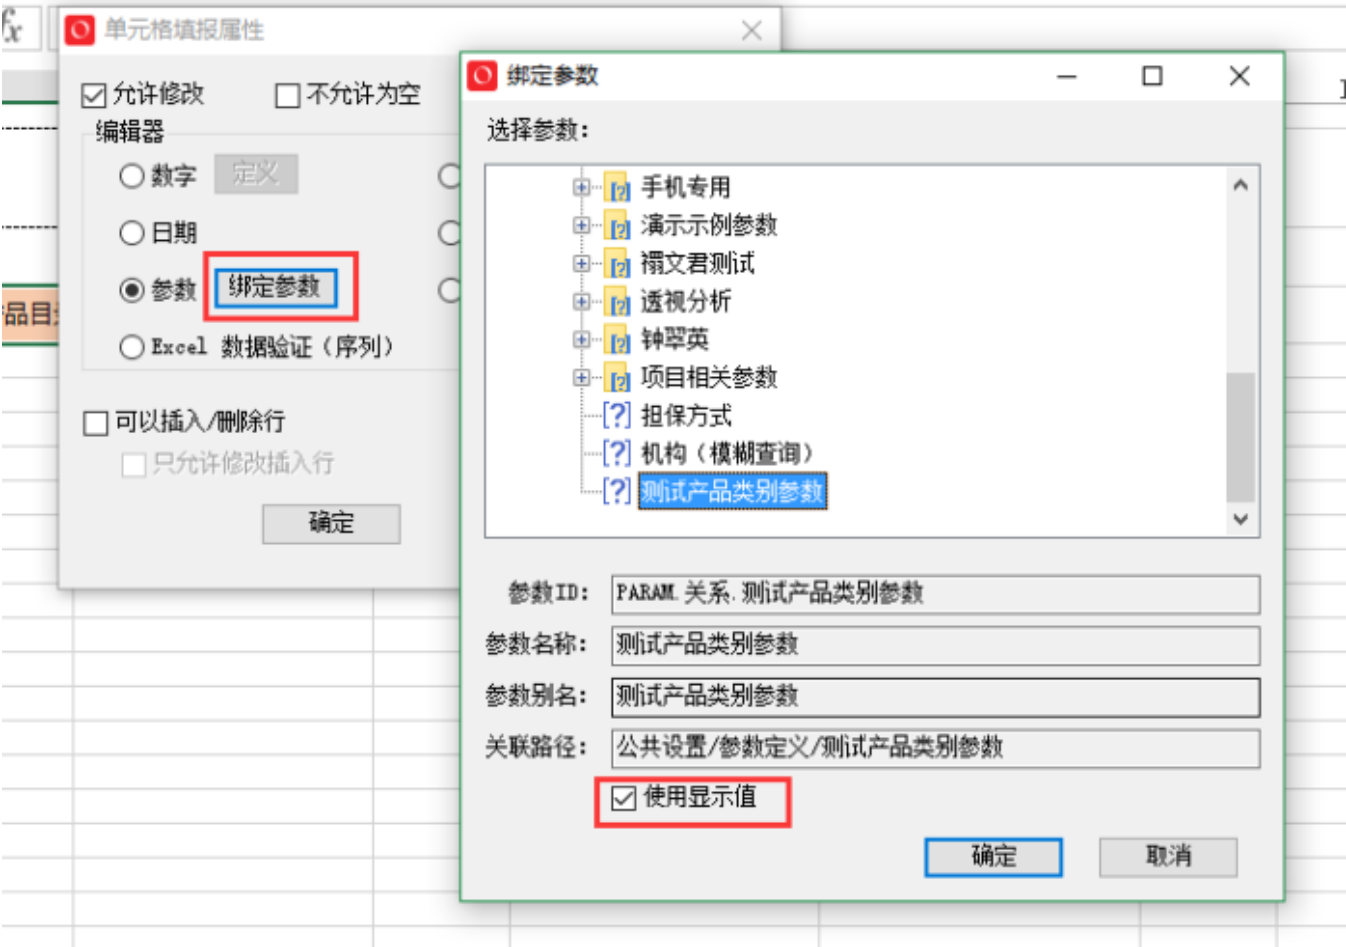 fx
单元格填报属性
允许修改
不允许为空
编辑器
数字
定义
日期
参数
绑定参数
Excel 数据验证（序列）
可以插入/删除行
只允许修改插入行
确定
品目
绑定参数
选择参数：
手机专用
演示示例参数
禤文君测试
透视分析
钟翠英
项目相关参数
担保方式
机构（模糊查询）
测试产品类别参数
参数ID： PARAM.关系.测试产品类别参数
参数名称： 测试产品类别参数
参数别名： 测试产品类别参数
关联路径： 公共设置/参数定义/测试产品类别参数
使用显示值
确定
取消